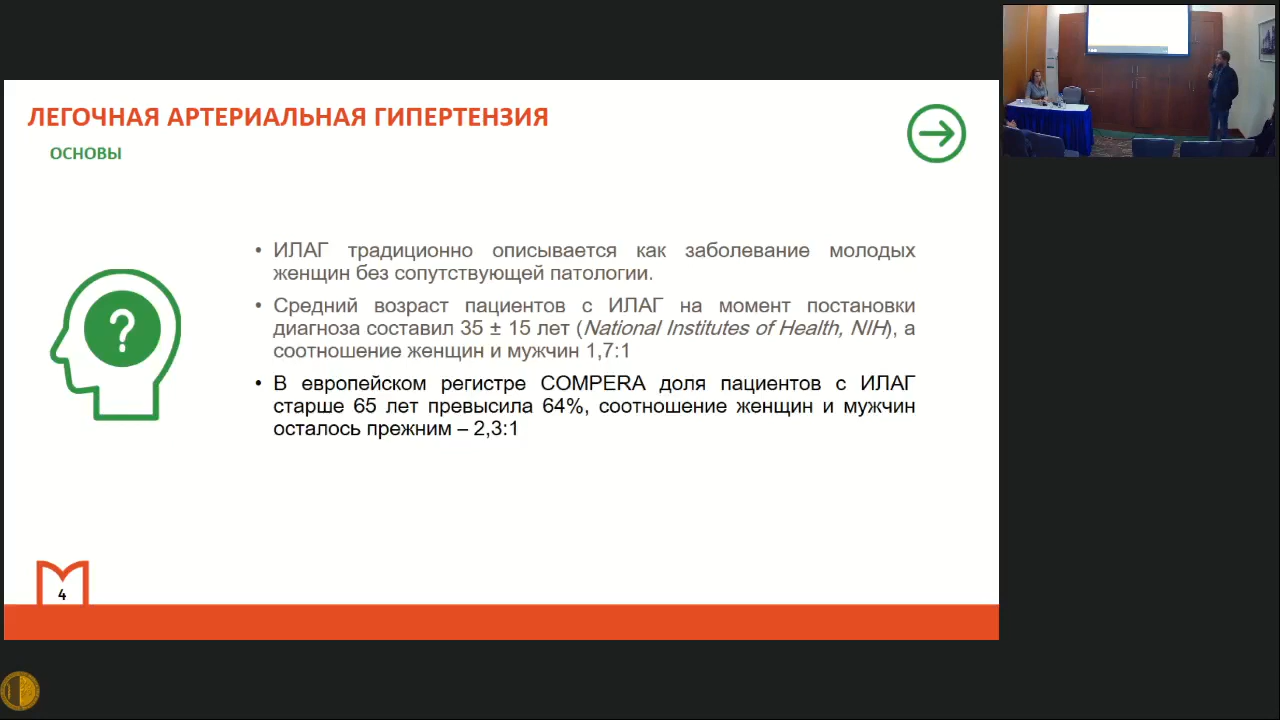 ЛЕГОЧНАЯ АРТЕРИАЛЬНАЯ ГИПЕРТЕНЗИЯ
ОСНОВЫ
• ИЛАГ традиционно описывается как заболевание молодых
женщин без сопутствующей патологии.
• Средний возраст пациентов с ИЛАГ на момент постановки
диагноза составил 35 ± 15 лет (National Institutes of Health, NIH), а
соотношение женщин и мужчин 1,7:1
• В европейском регистре COMPERA доля пациентов с ИЛАГ
старше 65 лет превысила 64%, соотношение женщин и мужчин
осталось прежним – 2,3:1
?
4